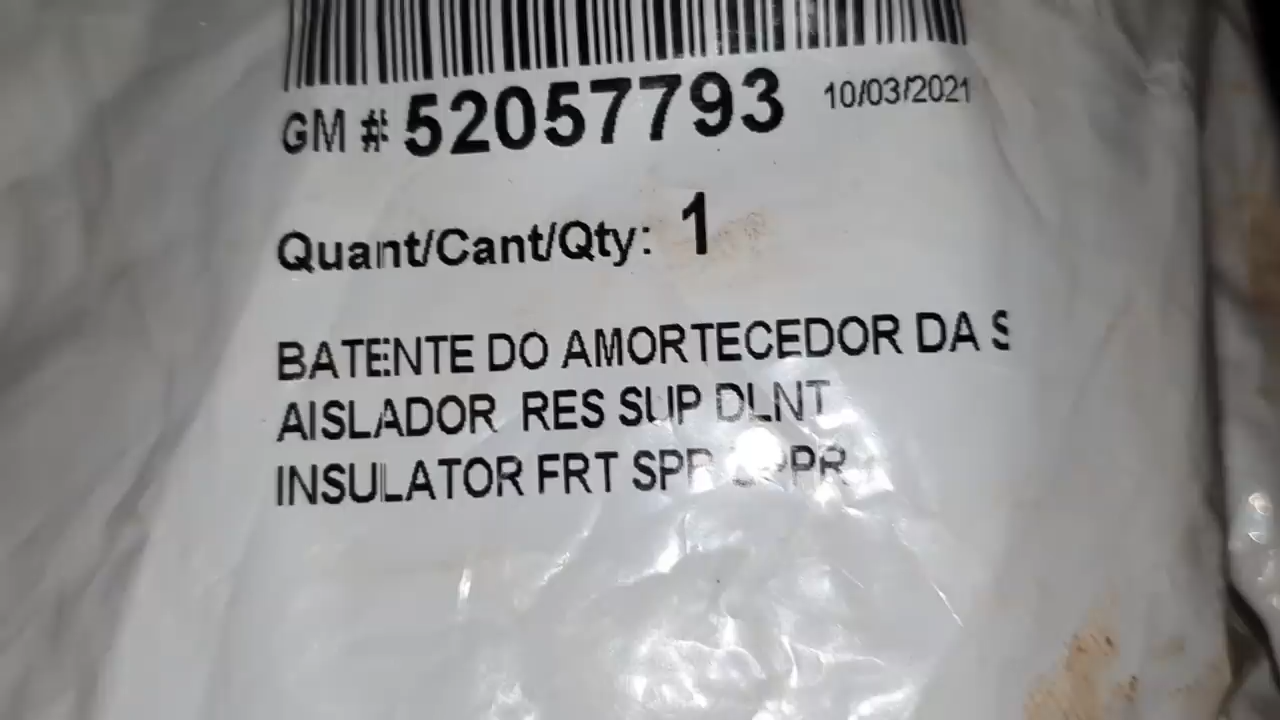 GM # 52057793 10/03/2021
Quant/Cant/Qty: 1
BATENTE DO AMORTECEDOR DA S
AISLADOR RES SUP DLNT
INSULATOR FRT SPR